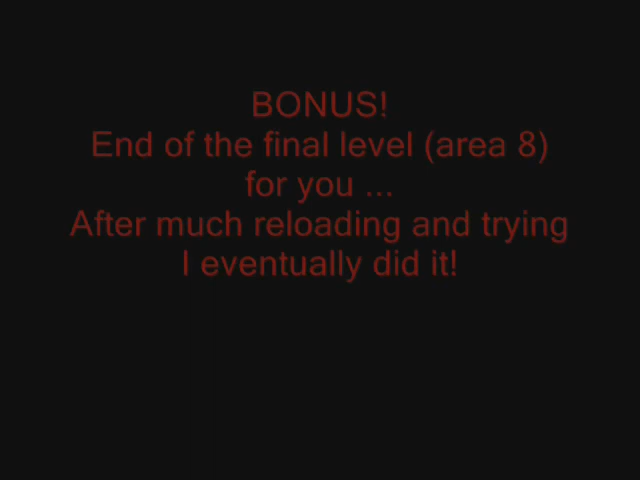 BONUS!
End of the final level (area 8)
for you ...
After much reloading and trying
I eventually did it!